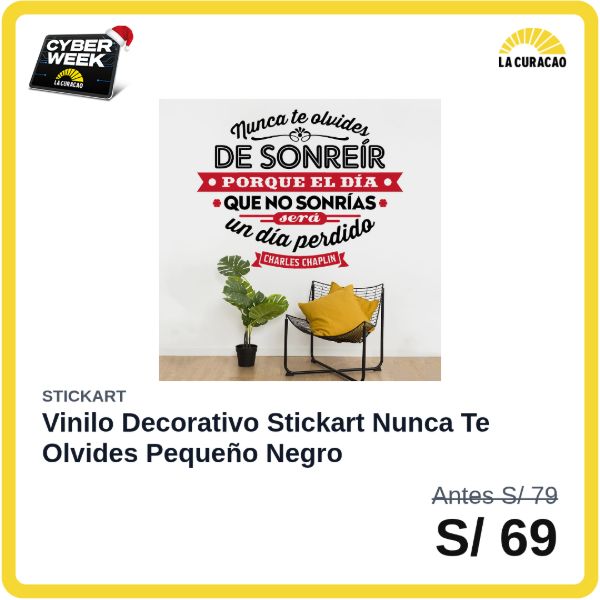 CYBER
WEEK
LA CURACAO
LA CURACAO
Nunca te olvides
DE SONREÍR
PORQUE EL DÍA
QUE NO SONRÍAS
será
un día perdido
CHARLES CHAPLIN
STICKART
Vinilo Decorativo Stickart Nunca Te
Olvides Pequeño Negro
Antes S/ 79
S/ 69